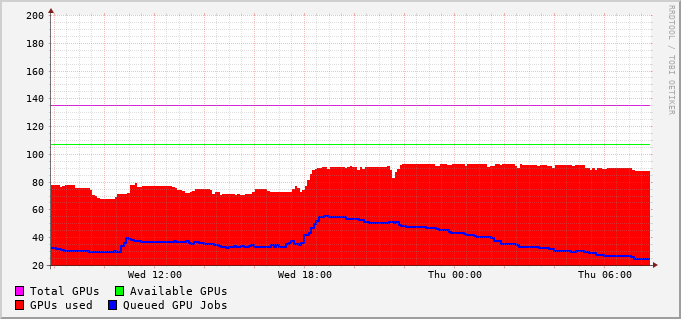 200
180
160
140
120
100
80
60
40
20
Wed 12:00 Wed 18:00 Thu 00:00 Thu 06:00
Total GPUs Available GPUs
GPUs used Queued GPU Jobs
RRDTOOL / TOBI OETIKER